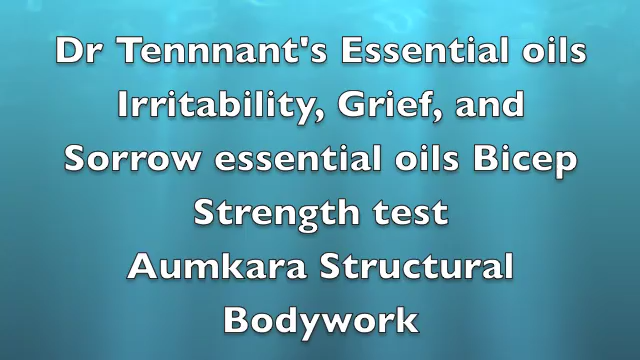 Dr Tennnant's Essential oils
Irritability, Grief, and
Sorrow essential oils Bicep
Strength test
Aumkara Structural
Bodywork